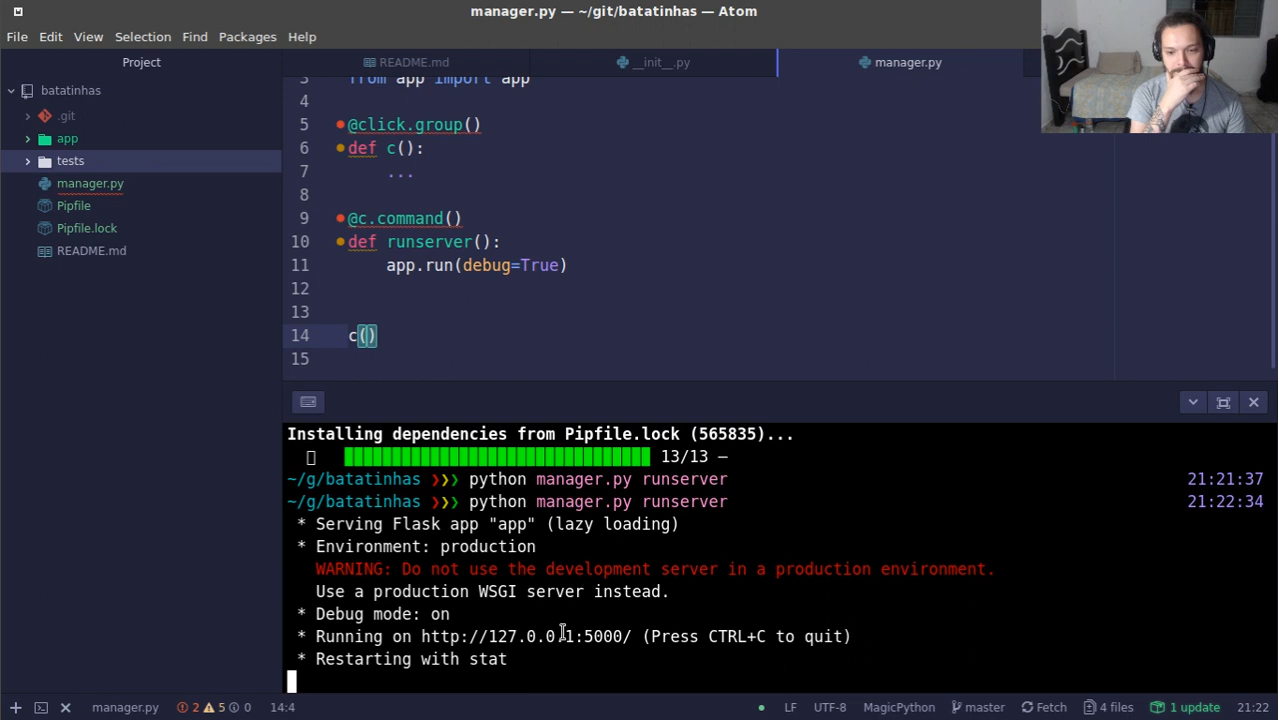 manager.py — ~/git/batatinhas — Atom
File Edit View Selection Find Packages Help
Project
README.md
__init__.py
manager.py
batatinhas
.git
app
tests
manager.py
Pipfile
Pipfile.lock
README.md
3 from app import app
4
5 @click.group()
6 def c():
7 ...
8
9 @c.command()
10 def runserver():
11 app.run(debug=True)
12
13
14 c()
15
Installing dependencies from Pipfile.lock (565835)...
13/13 —
~/g/batatinhas ❯❯❯ python manager.py runserver 21:21:37
~/g/batatinhas ❯❯❯ python manager.py runserver 21:22:34
* Serving Flask app "app" (lazy loading)
* Environment: production
WARNING: Do not use the development server in a production environment.
Use a production WSGI server instead.
* Debug mode: on
* Running on http://127.0.0.1:5000/ (Press CTRL+C to quit)
* Restarting with stat
manager.py 2 5 0 14:4 LF UTF-8 MagicPython master Fetch 4 files 1 update 21:22